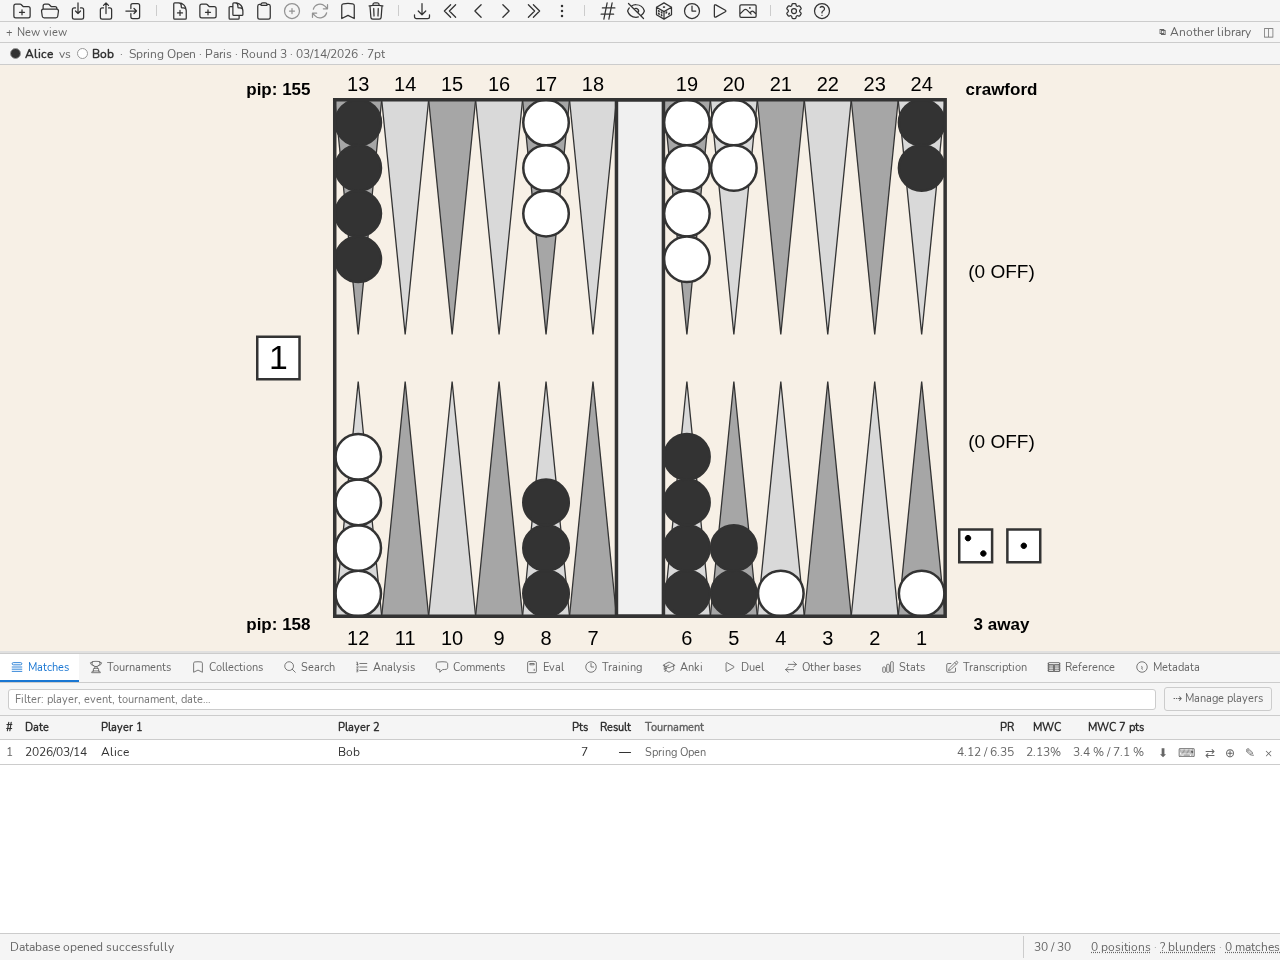 + New view
Another library
Alice vs Bob · Spring Open · Paris · Round 3 · 03/14/2026 · 7pt
pip: 155
13 14 15 16 17 18 19 20 21 22 23 24
crawford
(0 OFF)
1
(0 OFF)
pip: 158
12 11 10 9 8 7 6 5 4 3 2 1
3 away
Matches Tournaments Collections Search Analysis Comments Eval Training Anki Duel Other bases Stats Transcription Reference Metadata
Filter: player, event, tournament, date...
⇢ Manage players
# Date Player 1 Player 2 Pts Result Tournament PR MWC MWC 7 pts
1 2026/03/14 Alice Bob 7 — Spring Open 4.12 / 6.35 2.13% 3.4 % / 7.1 %
Database opened successfully
30 / 30
0 positions · ? blunders · 0 matches